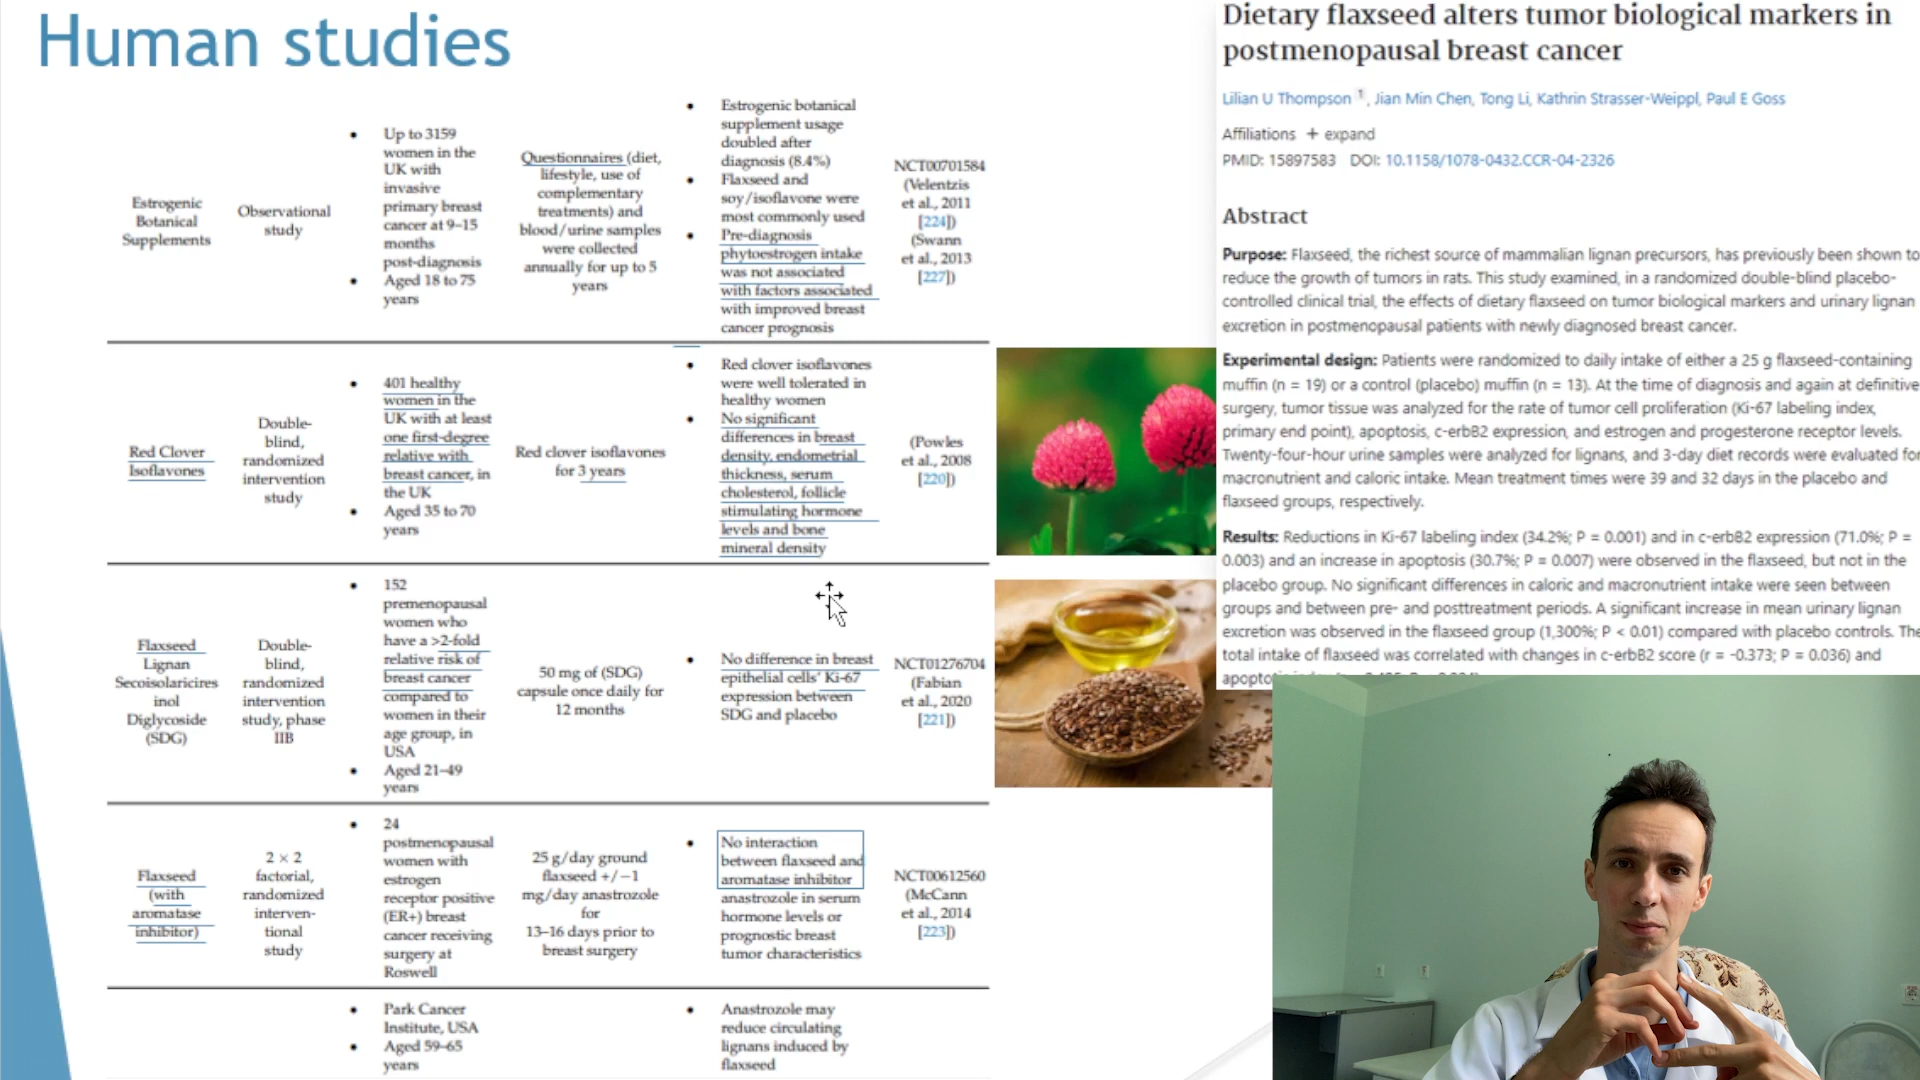 Human studies
Estrogenic
Botanical
Supplements
Observational
study
• Up to 3159
women in the
UK with
invasive
primary breast
cancer at 9–15
months
post-diagnosis
• Aged 18 to 75
years
Questionnaires (diet,
lifestyle, use of
complementary
treatments) and
blood/urine samples
were collected
annually for up to 5
years
• Estrogenic botanical
supplement usage
doubled after
diagnosis (8.4%)
• Flaxseed and
soy/isoflavone were
most commonly used
• Pre-diagnosis
phytoestrogen intake
was not associated
with factors associated
with improved breast
cancer prognosis
NCT00701584
(Velentzis
et al., 2011
[224])
(Swann
et al., 2013
[227])
Red Clover
Isoflavones
Double-
blind,
randomized
intervention
study
• 401 healthy
women in the
UK with at least
one first-degree
relative with
breast cancer, in
the UK
• Aged 35 to 70
years
Red clover isoflavones
for 3 years
• Red clover isoflavones
were well tolerated in
healthy women
• No significant
differences in breast
density, endometrial
thickness, serum
cholesterol, follicle
stimulating hormone
levels and bone
mineral density
(Powles
et al., 2008
[220])
Flaxseed
Lignan
Secoisolariciresi
inol
Diglycoside
(SDG)
Double-
blind,
randomized
intervention
study, phase
IIB
• 152
premenopausal
women who
have a >2-fold
relative risk of
breast cancer
compared to
women in their
age group, in
USA
• Aged 21–49
years
50 mg of (SDG)
capsule once daily for
12 months
• No difference in breast
epithelial cells' Ki-67
expression between
SDG and placebo
NCT01276704
(Fabian
et al., 2020
[221])
Flaxseed
(with
aromatase
inhibitor)
2 × 2
factorial,
randomized
interven-
tional
study
• 24
postmenopausal
women with
estrogen
receptor positive
(ER+) breast
cancer receiving
surgery at
Roswell
25 g/day ground
flaxseed +/−1
mg/day anastrozole
for
13–16 days prior to
breast surgery
• No interaction
between flaxseed and
aromatase inhibitor
anastrozole in serum
hormone levels or
prognostic breast
tumor characteristics
NCT00612560
(McCann
et al., 2014
[223])
• Park Cancer
Institute, USA
• Aged 59–65
years
• Anastrozole may
reduce circulating
lignans induced by
flaxseed
Dietary flaxseed alters tumor biological markers in
postmenopausal breast cancer
Lilian U Thompson 1, Jian Min Chen, Tong Li, Kathrin Strasser-Weippl, Paul E Goss
Affiliations + expand
PMID: 15897583 DOI: 10.1158/1078-0432.CCR-04-2326
Abstract
Purpose: Flaxseed, the richest source of mammalian lignan precursors, has previously been shown to
reduce the growth of tumors in rats. This study examined, in a randomized double-blind placebo-
controlled clinical trial, the effects of dietary flaxseed on tumor biological markers and urinary lignan
excretion in postmenopausal patients with newly diagnosed breast cancer.
Experimental design: Patients were randomized to daily intake of either a 25 g flaxseed-containing
muffin (n = 19) or a control (placebo) muffin (n = 13). At the time of diagnosis and again at definitive
surgery, tumor tissue was analyzed for the rate of tumor cell proliferation (Ki-67 labeling index,
primary end point), apoptosis, c-erbB2 expression, and estrogen and progesterone receptor levels.
Twenty-four-hour urine samples were analyzed for lignans, and 3-day diet records were evaluated for
macronutrient and caloric intake. Mean treatment times were 39 and 32 days in the placebo and
flaxseed groups, respectively.
Results: Reductions in Ki-67 labeling index (34.2%; P = 0.001) and in c-erbB2 expression (71.0%; P =
0.003) and an increase in apoptosis (30.7%; P = 0.007) were observed in the flaxseed, but not in the
placebo group. No significant differences in caloric and macronutrient intake were seen between
groups and between pre- and posttreatment periods. A significant increase in mean urinary lignan
excretion was observed in the flaxseed group (1,300%; P < 0.01) compared with placebo controls. The
total intake of flaxseed was correlated with changes in c-erbB2 score (r = -0.373; P = 0.036) and